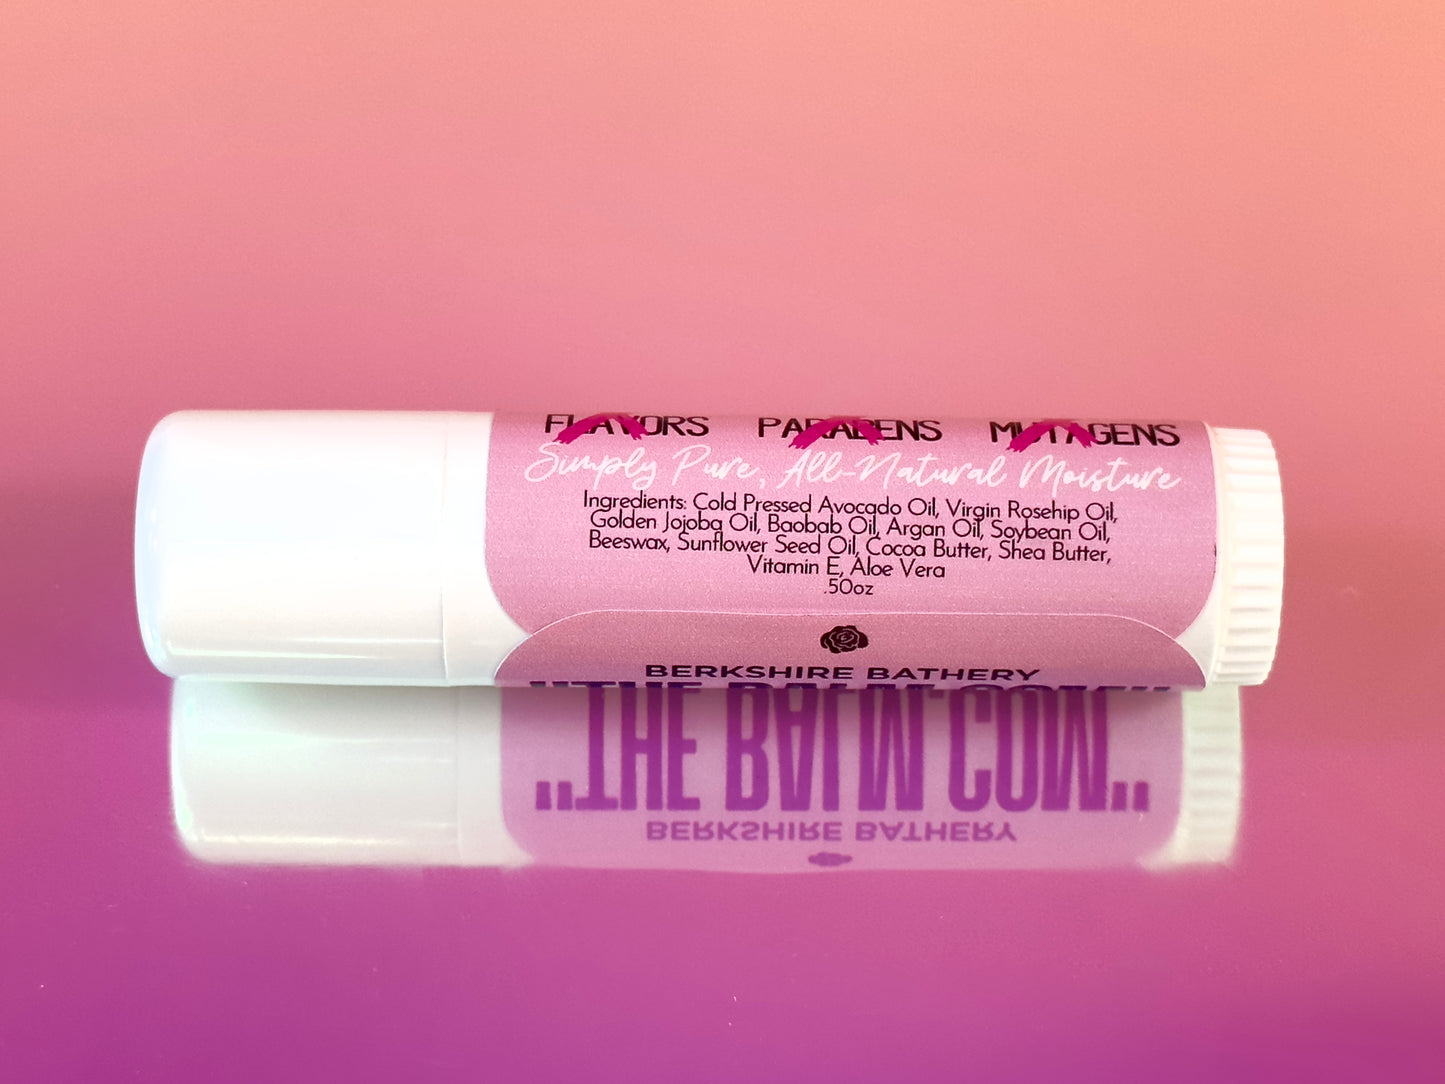 FLAVORS PARABENS MUTAGENS
Simply Pure, All-Natural Moisture
Ingredients: Cold Pressed Avocado Oil, Virgin Rosehip Oil,
Golden Jojoba Oil, Baobab Oil, Argan Oil, Soybean Oil,
Beeswax, Sunflower Seed Oil, Cocoa Butter, Shea Butter,
Vitamin E, Aloe Vera
.50oz
BERKSHIRE BATHERY
"THE BALM.COM"